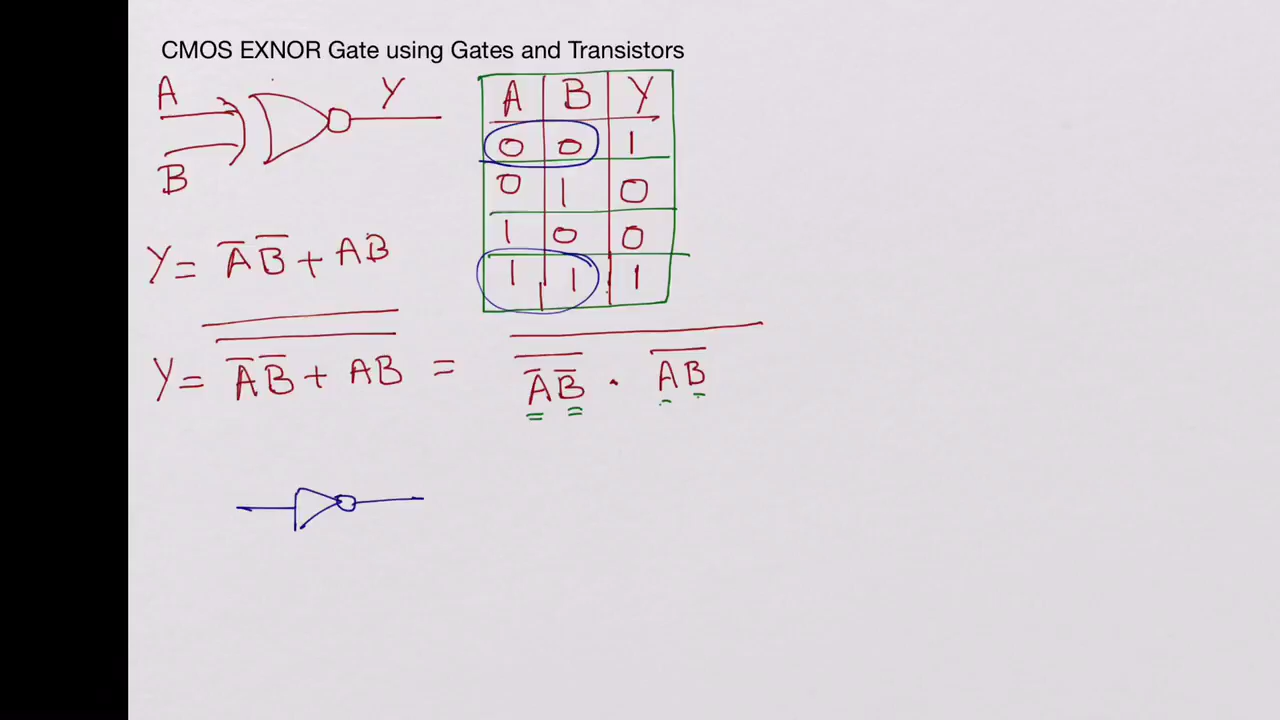 CMOS EXNOR Gate using Gates and Transistors
A
B
Y
A B Y
0 0 1
0 1 0
1 0 0
1 1 1
Y = A̅ B̅ + AB
Y = A̅ B̅ + AB = A̅ B̅ · AB